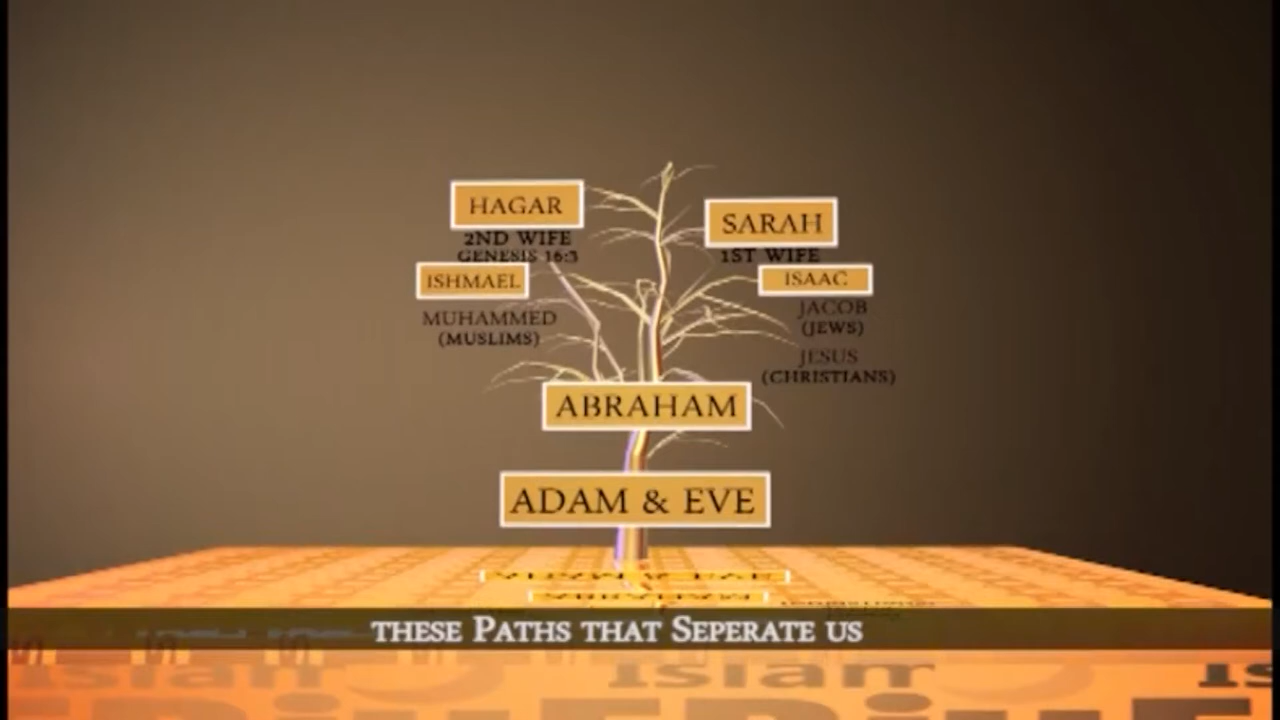 HAGAR
2ND WIFE
GENESIS 16:3
ISHMAEL
MUHAMMED
(MUSLIMS)
SARAH
1ST WIFE
ISAAC
JACOB
(JEWS)
JESUS
(CHRISTIANS)
ABRAHAM
ADAM & EVE
THESE PATHS THAT SEPERATE US
Islam